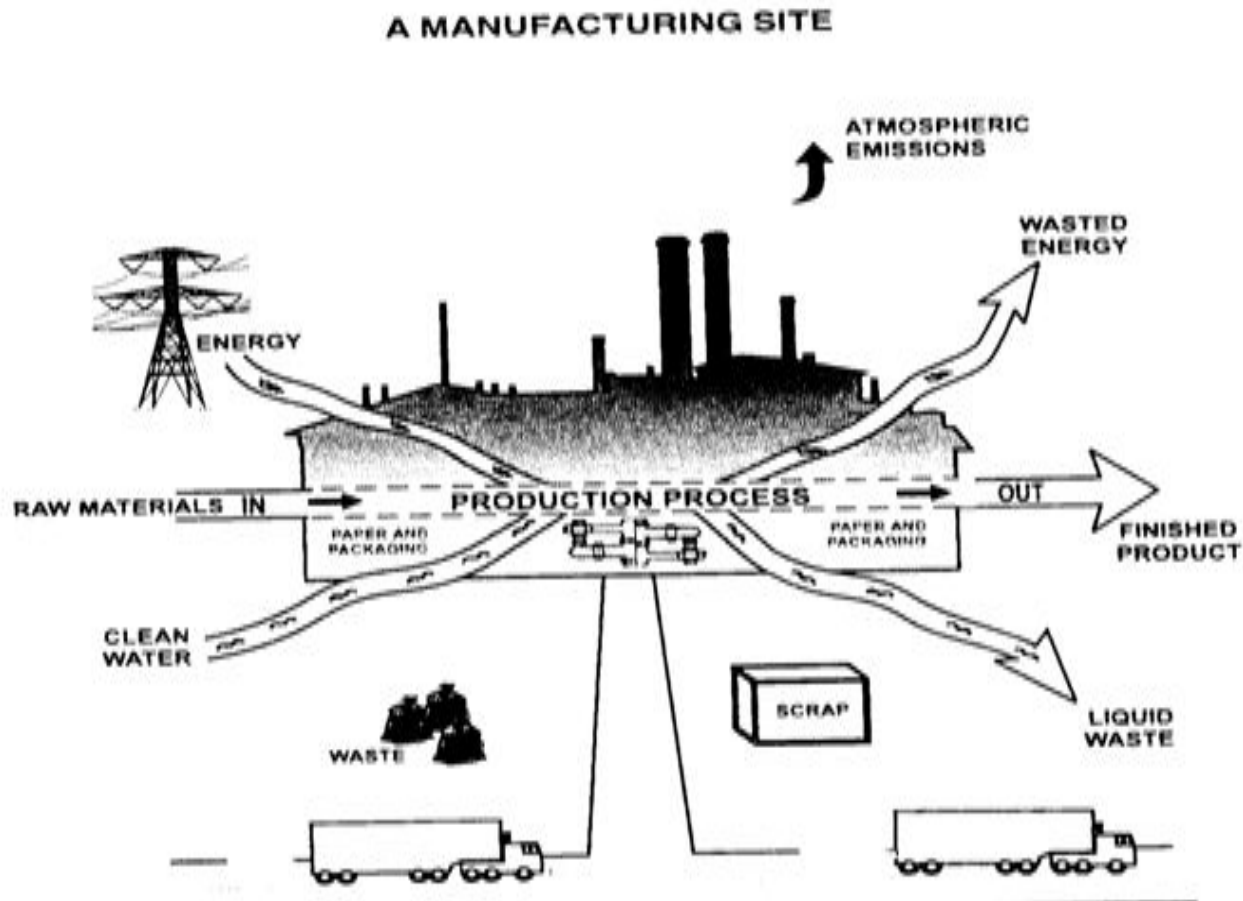 A MANUFACTURING SITE
ATMOSPHERIC
EMISSIONS
WASTED
ENERGY
ENERGY
RAW MATERIALS IN
PRODUCTION PROCESS
OUT
PAPER AND
PACKAGING
PAPER AND
PACKAGING
FINISHED
PRODUCT
CLEAN
WATER
WASTE
SCRAP
LIQUID
WASTE